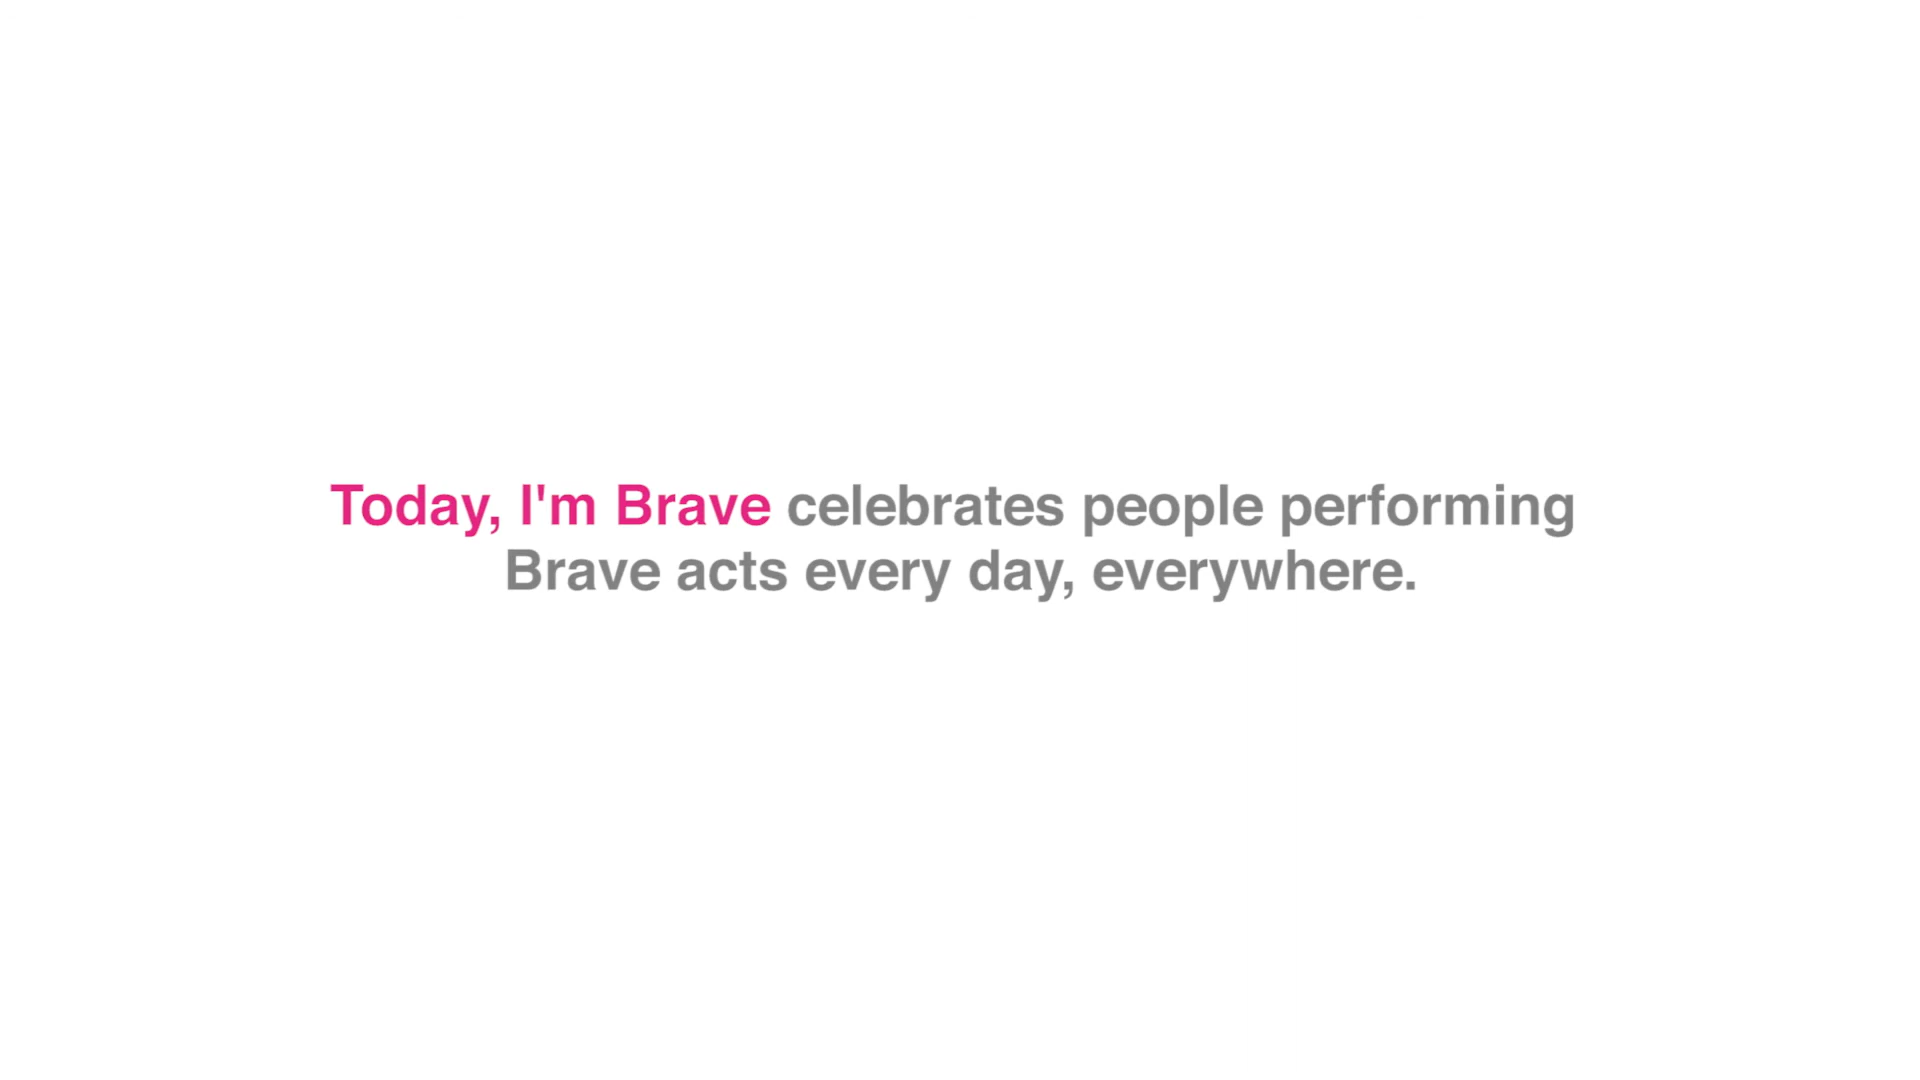 Today, I'm Brave celebrates people performing
Brave acts every day, everywhere.